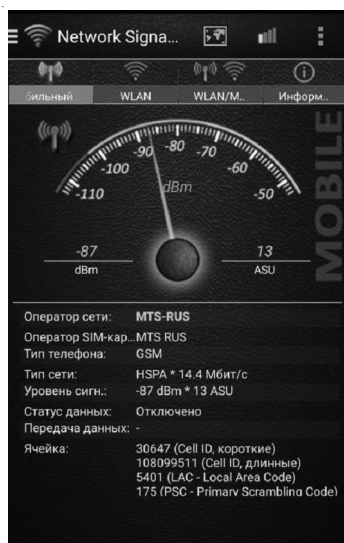 Network Signa...
бильный WLAN WLAN/M.. Информ..
-110 -100 -90 -80 -70 -60 -50
dBm
MOBILE
-87 13
dBm ASU
Оператор сети: MTS-RUS
Оператор SIM-кар... MTS RUS
Тип телефона: GSM
Тип сети: HSPA * 14.4 Мбит/с
Уровень сигн.: -87 dBm * 13 ASU
Статус данных: Отключено
Передача данных: -
Ячейка: 30647 (Cell ID, короткие)
108099511 (Cell ID, длинные)
5401 (LAC - Local Area Code)
175 (PSC - Primary Scrambling Code)